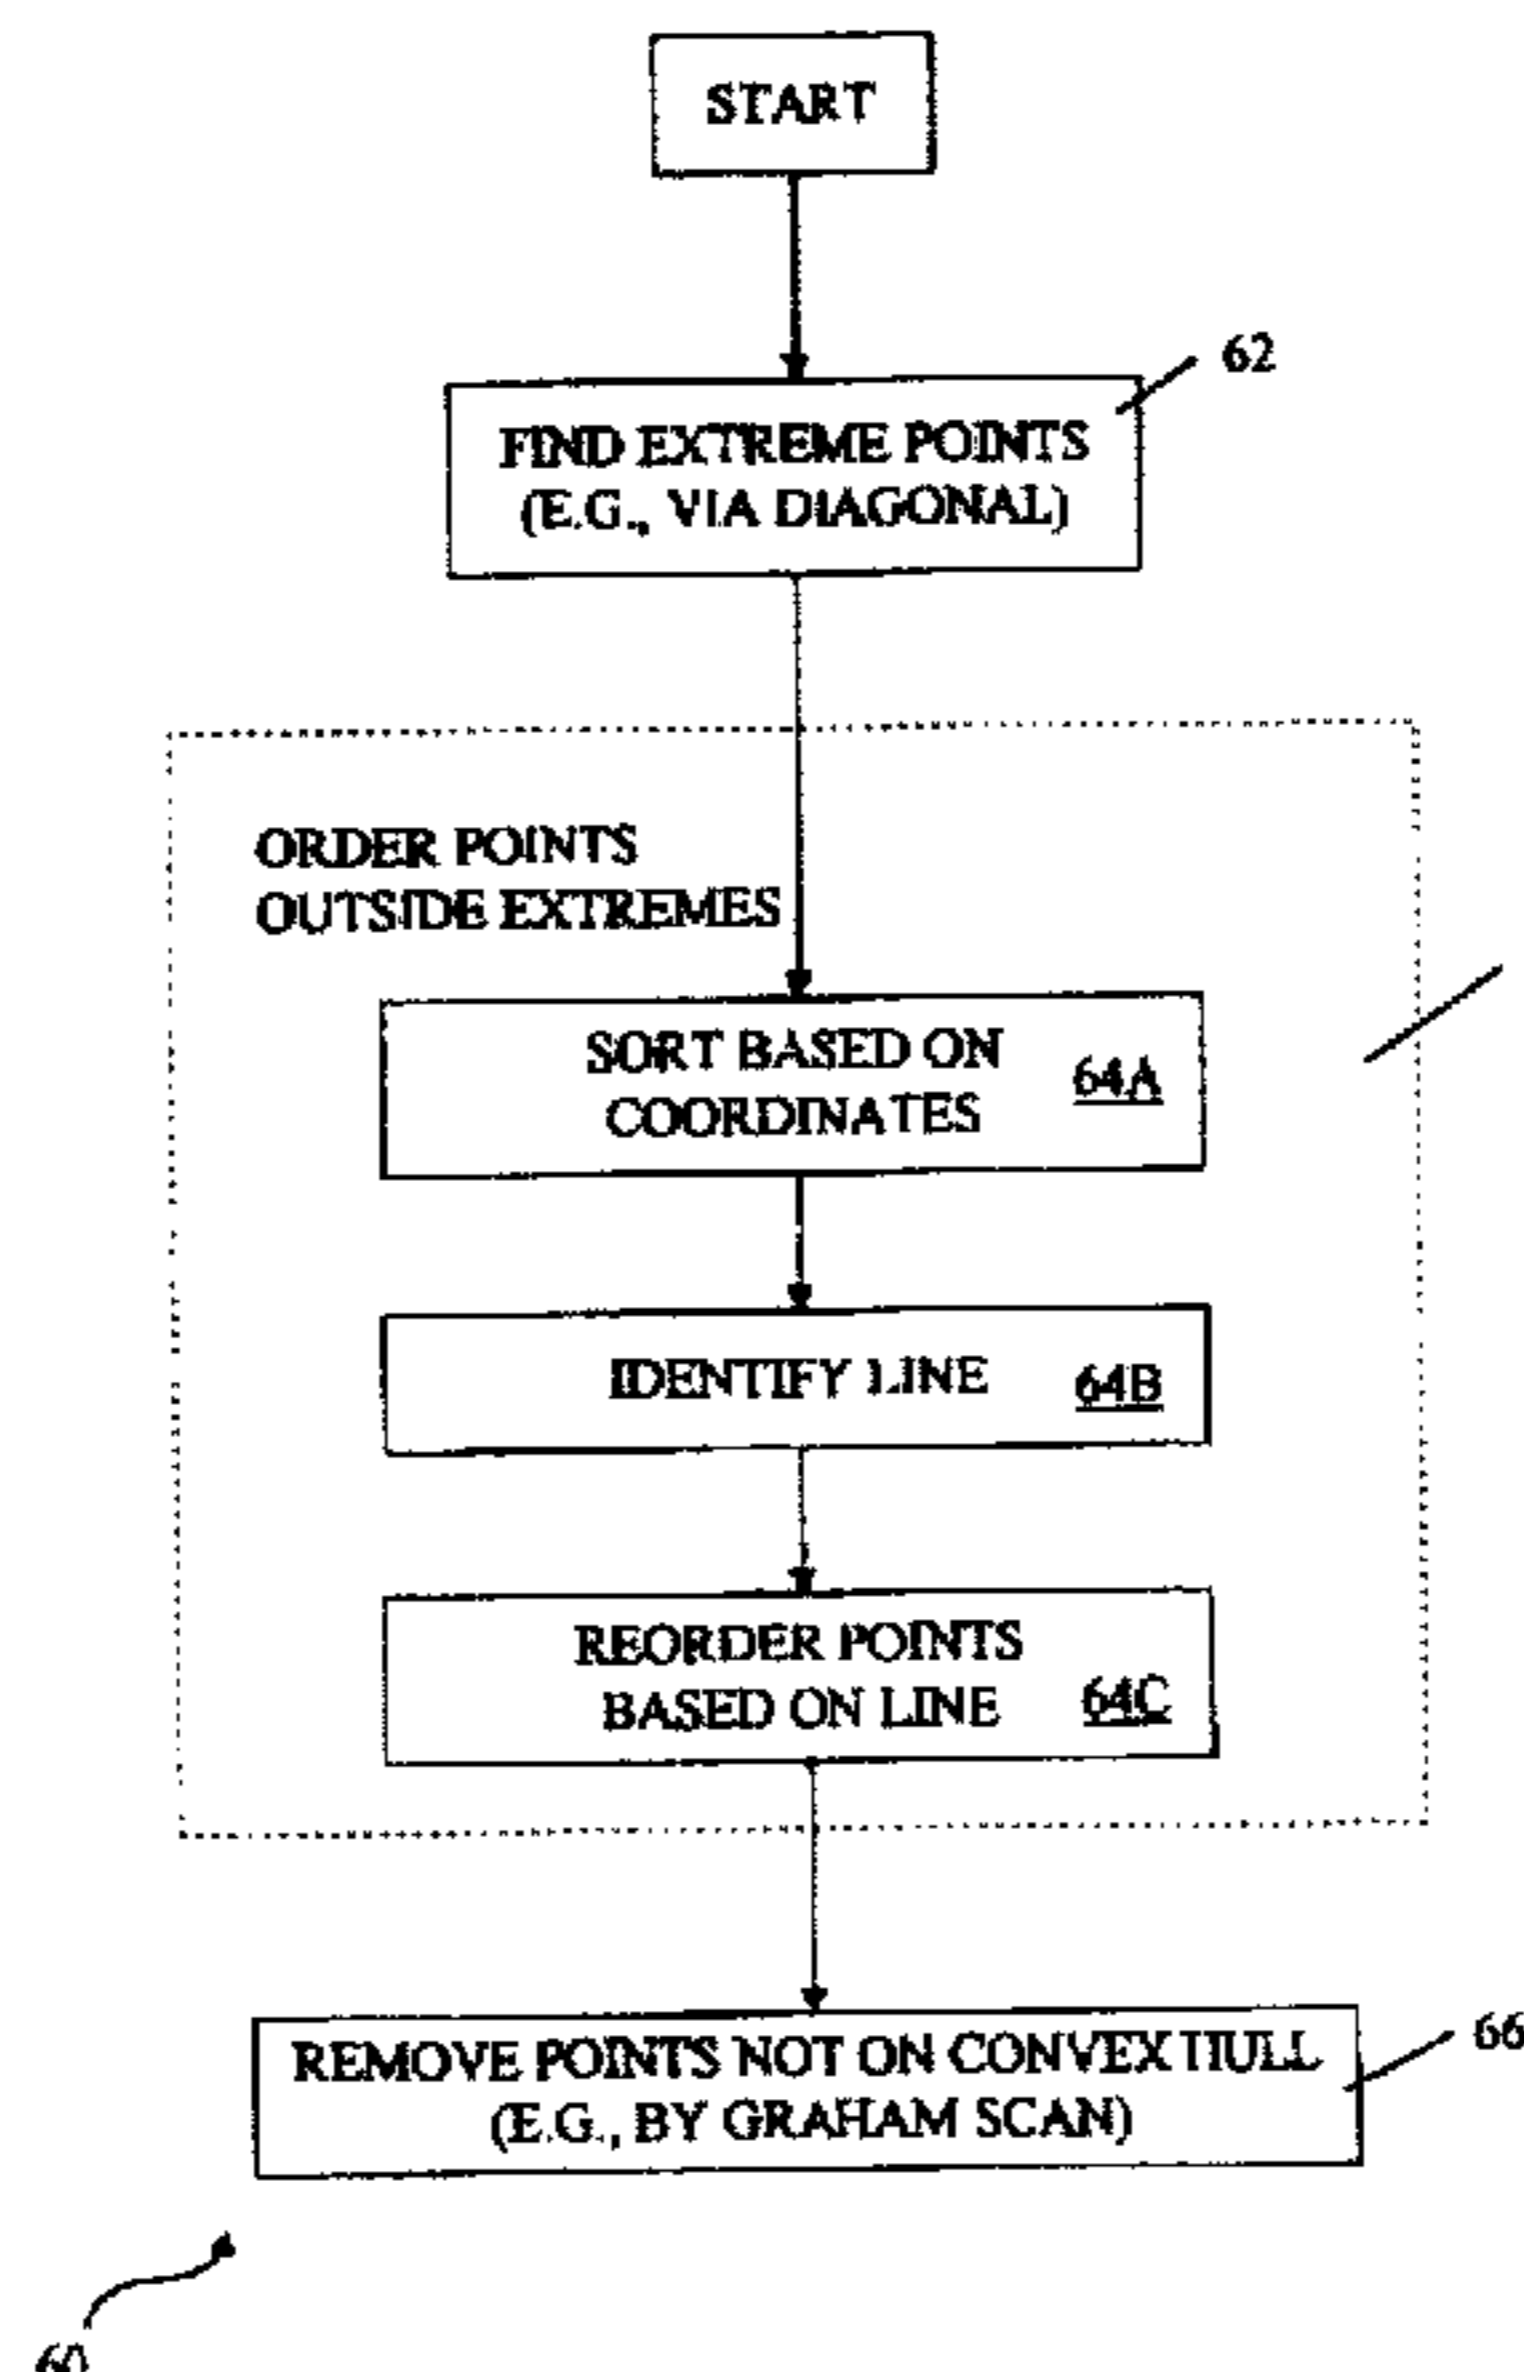 START
62
FIND EXTREME POINTS
(E.G., VIA DIAGONAL)
ORDER POINTS
OUTSIDE EXTREMES
SORT BASED ON
COORDINATES
64A
IDENTIFY LINE
64B
REORDER POINTS
BASED ON LINE
64C
REMOVE POINTS NOT ON CONVEX HULL
(E.G., BY GRAHAM SCAN)
66